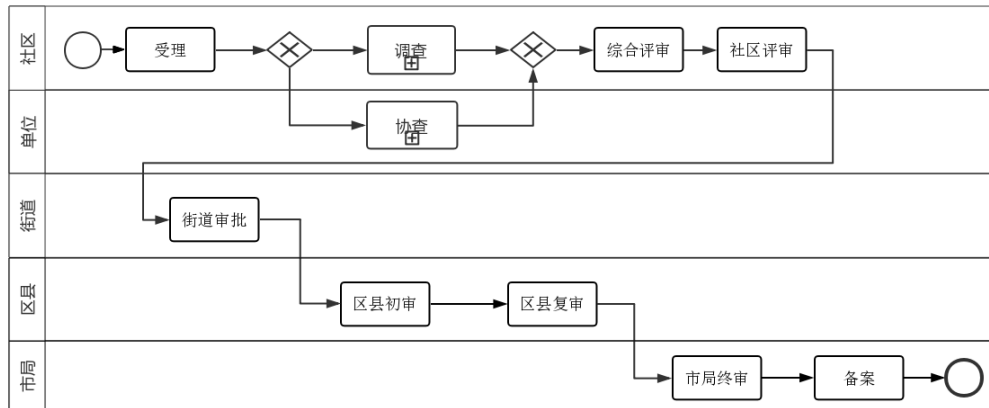 社区
受理
调查
综合评审
社区评审
单位
协查
街道
街道审批
区县
区县初审
区县复审
市局
市局终审
备案